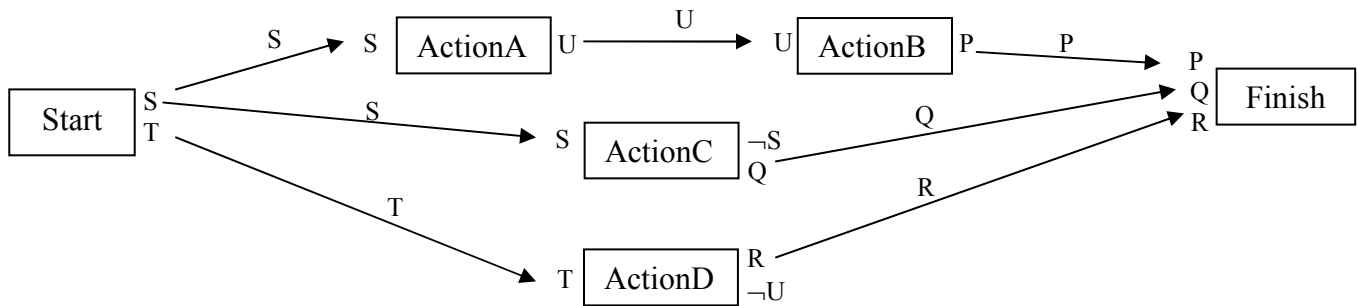 S S ActionA U U U ActionB P P P
Start S S S ActionC ¬S Q Q Q Finish
T R R
T T ActionD R
¬U